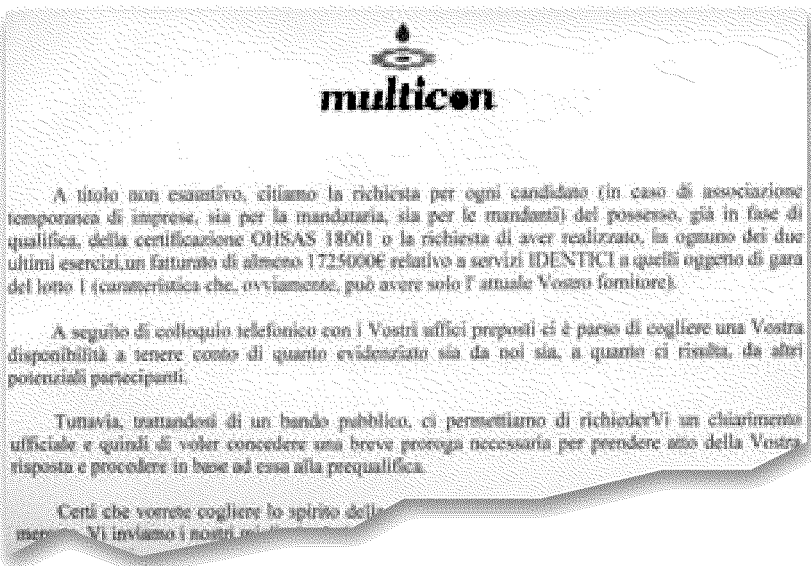 multicon
A titolo non esaustivo, citiamo la richiesta per ogni candidato (in caso di associazione
temporanea di imprese, sia per la mandataria, sia per le mandanti) del possesso, già in fase di
qualifica, della certificazione OHSAS 18001 o la richiesta di aver realizzato, in ognuno dei due
ultimi esercizi,un fatturato di almeno 1725000€ relativo a servizi IDENTICI a quelli oggetto di gara
del lotto 1 (caratteristica che, ovviamente, può avere solo l' attuale Vostro fornitore).
A seguito di colloquio telefonico con i Vostri uffici preposti ci è parso di cogliere una Vostra
disponibilità a tenere conto di quanto evidenziato sia da noi sia, a quanto ci risulta, da altri
potenziali partecipanti.
Tuttavia, trattandosi di un bando pubblico, ci permettiamo di richiederVi un chiarimento
ufficiale e quindi di voler concedere una breve proroga necessaria per prendere atto della Vostra
risposta e procedere in base ad essa alla prequalifica.
Certi che vorrete cogliere lo spirito della
Vi inviamo i nostri